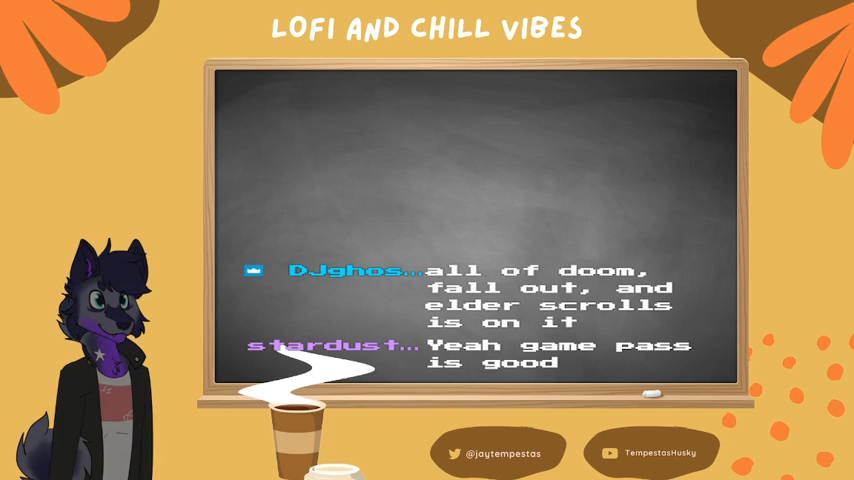 LOFI AND CHILL VIBES
DJghos... all of doom,
fall out, and
elder scrolls
is on it
stardust... Yeah game pass
is good
@jaytempestas
TempestasHusky